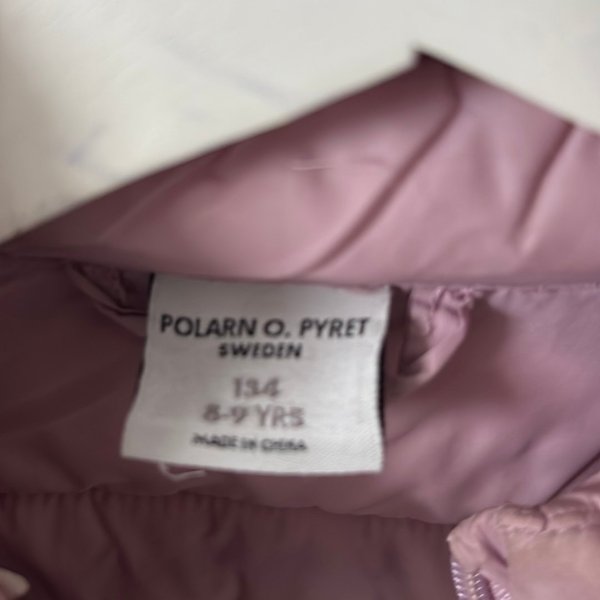 POLARN O. PYRET
SWEDEN
134
8-9 YRS
MADE IN CHINA